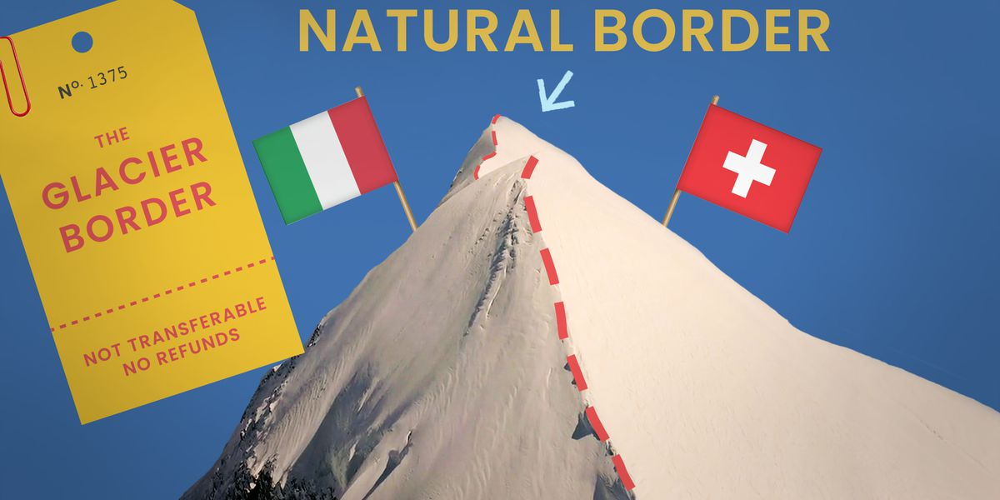 NATURAL BORDER
Nº· 1375
THE
GLACIER
BORDER
NOT TRANSFERABLE
NO REFUNDS